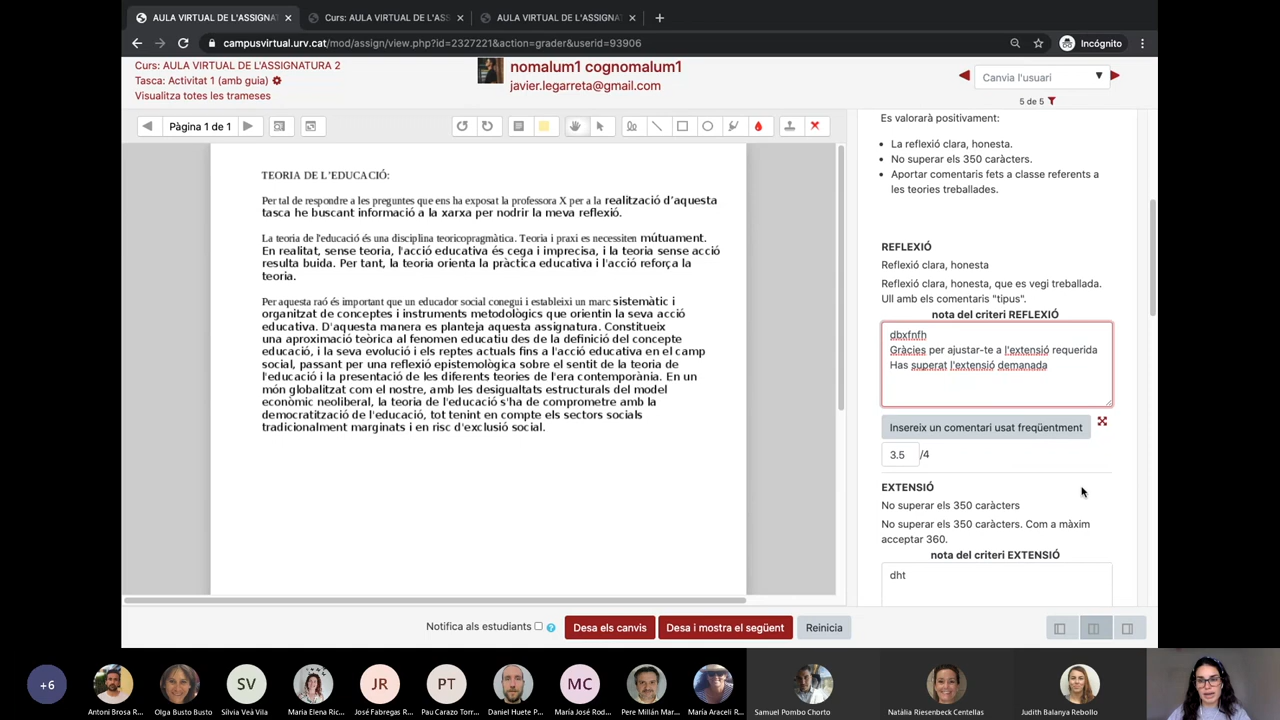 AULA VIRTUAL DE L'ASSIGNAT
Curs: AULA VIRTUAL DE L'ASS
AULA VIRTUAL DE L'ASSIGNA
campusvirtual.urv.cat/mod/assign/view.php?id=2327221&action=grader&userid=93906
Incógnito
Curs: AULA VIRTUAL DE L'ASSIGNATURA 2
Tasca: Activitat 1 (amb guia)
Visualitza totes les trameses
nomalum1 cognomalum1
javier.legarreta@gmail.com
Canvia l'usuari
5 de 5
Pàgina 1 de 1
TEORIA DE L'EDUCACIÓ:
Per tal de respondre a les preguntes que ens ha exposat la professora X per a la realització d'aquesta
tasca he buscant informació a la xarxa per nodrir la meva reflexió.
La teoria de l'educació és una disciplina teoricopragmàtica. Teoria i praxi es necessiten mútuament.
En realitat, sense teoria, l'acció educativa és cega i imprecisa, i la teoria sense acció
resulta buida. Per tant, la teoria orienta la pràctica educativa i l'acció reforça la
teoria.
Per aquesta raó és important que un educador social conegui i estableixi un marc sistemàtic i
organitzat de conceptes i instruments metodològics que orientin la seva acció
educativa. D'aquesta manera es planteja aquesta assignatura. Constitueix
una aproximació teòrica al fenomen educatiu des de la definició del concepte
educació, i la seva evolució i els reptes actuals fins a l'acció educativa en el camp
social, passant per una reflexió epistemològica sobre el sentit de la teoria de
l'educació i la presentació de les diferents teories de l'era contemporània. En un
món globalitzat com el nostre, amb les desigualtats estructurals del model
econòmic neoliberal, la teoria de l'educació s'ha de comprometre amb la
democratització de l'educació, tot tenint en compte els sectors socials
tradicionalment marginats i en risc d'exclusió social.
Es valorarà positivament:
La reflexió clara, honesta.
No superar els 350 caràcters.
Aportar comentaris fets a classe referents a
les teories treballades.
REFLEXIÓ
Reflexió clara, honesta
Reflexió clara, honesta, que es vegi treballada.
Ull amb els comentaris "tipus".
nota del criteri REFLEXIÓ
dbxfnfh
Gràcies per ajustar-te a l'extensió requerida
Has superat l'extensió demanada
Insereix un comentari usat freqüentment
3.5 /4
EXTENSIÓ
No superar els 350 caràcters
No superar els 350 caràcters. Com a màxim
acceptar 360.
nota del criteri EXTENSIÓ
dht
Notifica als estudiants
Desa els canvis
Desa i mostra el següent
Reinicia
+6
SV
JR
PT
MC
Antoni Brosa R...
Olga Busto Busto
Sílvia Veà Vila
Maria Elena Ric...
José Fabregas R...
Pau Carazo Torr...
Daniel Huete P...
María José Rod...
Pere Millán Mar...
María Araceli R...
Samuel Pombo Chorto
Natàlia Riesenbeck Centellas
Judith Balanya Rebollo